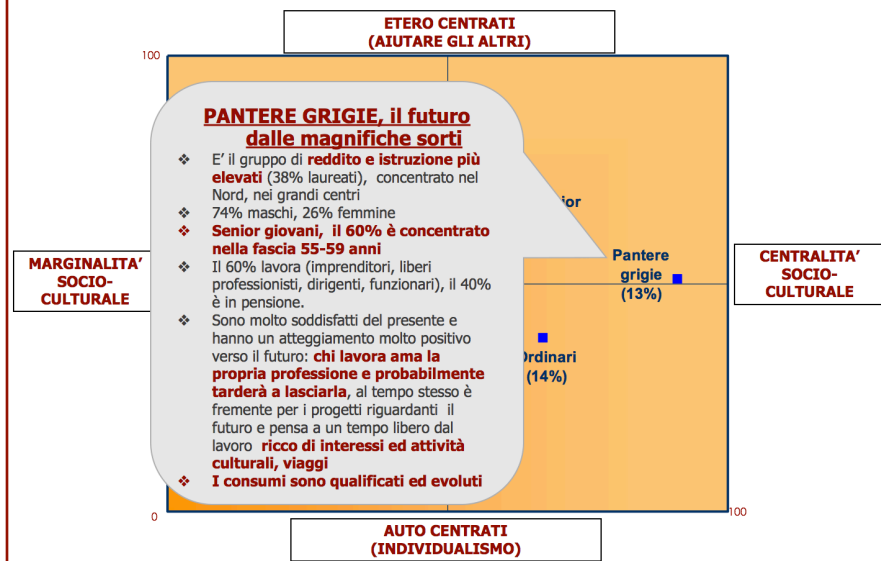 ETERO CENTRATI
(AIUTARE GLI ALTRI)
100
PANTERE GRIGIE, il futuro
dalle magnifiche sorti
❖ E’ il gruppo di reddito e istruzione più
elevati (38% laureati), concentrato nel
Nord, nei grandi centri
❖ 74% maschi, 26% femmine
❖ Senior giovani, il 60% è concentrato
nella fascia 55-59 anni
❖ Il 60% lavora (imprenditori, liberi
professionisti, dirigenti, funzionari), il 40%
è in pensione.
❖ Sono molto soddisfatti del presente e
hanno un atteggiamento molto positivo
verso il futuro: chi lavora ama la
propria professione e probabilmente
tarderà a lasciarla, al tempo stesso è
fremente per i progetti riguardanti il
futuro e pensa a un tempo libero dal
lavoro ricco di interessi ed attività
culturali, viaggi
❖ I consumi sono qualificati ed evoluti
MARGINALITA’
SOCIO-
CULTURALE
Pantere
grigie
(13%)
CENTRALITA’
SOCIO-
CULTURALE
Ordinari
(14%)
0
100
AUTO CENTRATI
(INDIVIDUALISMO)